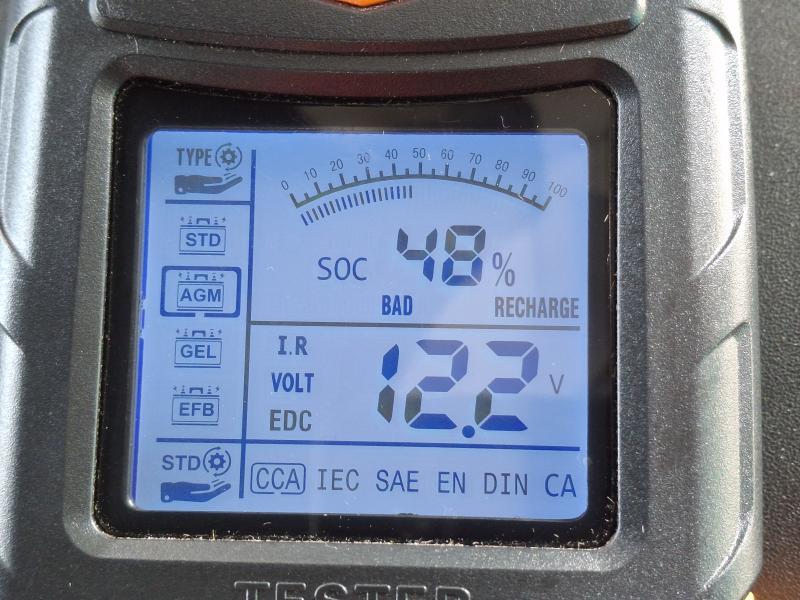 TYPE
0 10 20 30 40 50 60 70 80 90 100
STD
SOC 48%
AGM
BAD RECHARGE
GEL
I.R
VOLT 12.2 V
EFB
EDC
STD
CCA IEC SAE EN DIN CA
TESTER